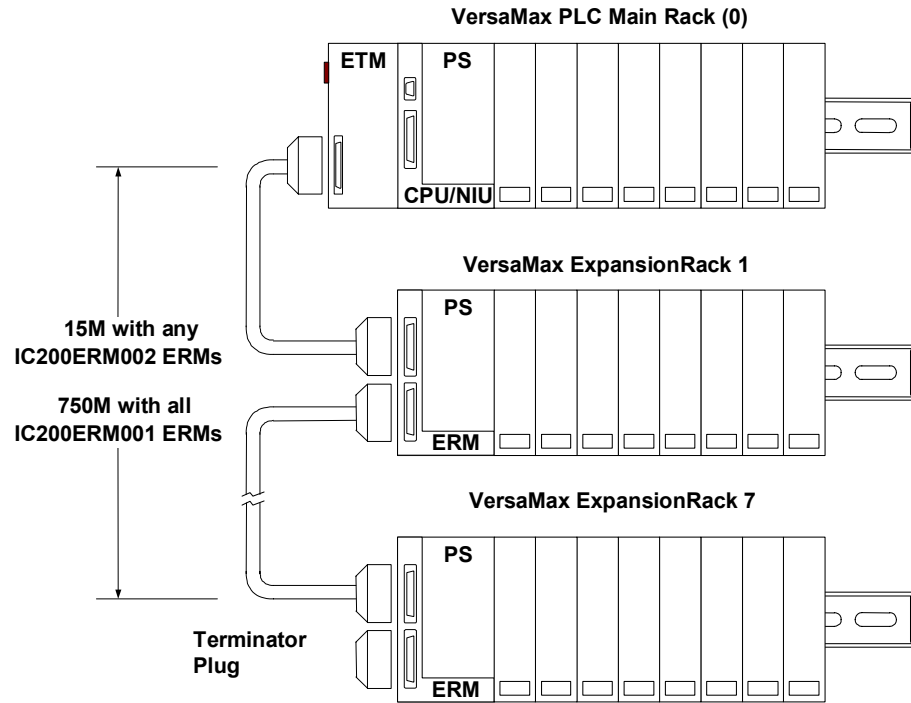 VersaMax PLC Main Rack (0)
ETM
PS
CPU/NIU
VersaMax ExpansionRack 1
PS
15M with any
IC200ERM002 ERMs
750M with all
IC200ERM001 ERMs
ERM
VersaMax ExpansionRack 7
PS
Terminator
Plug
ERM